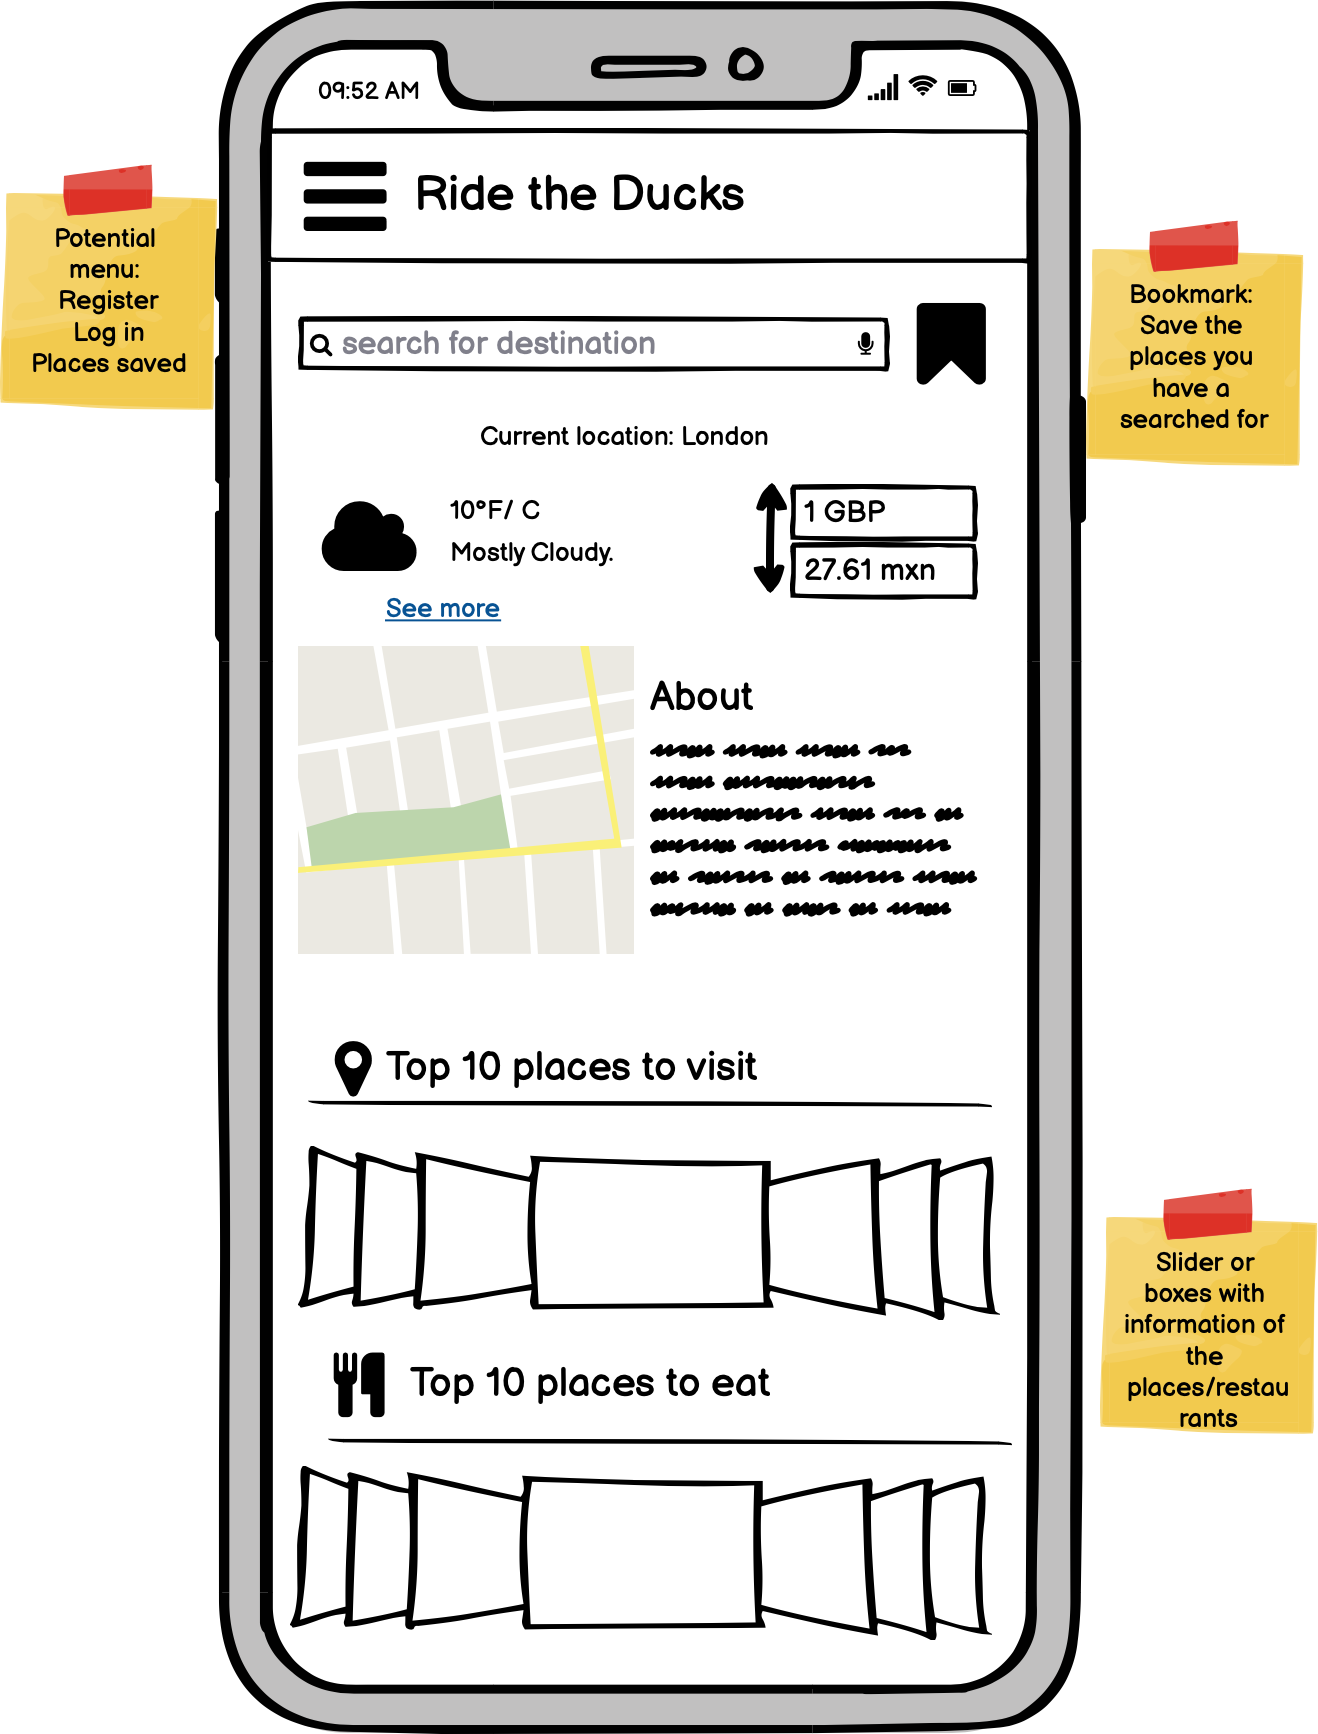 09:52 AM
Ride the Ducks
Potential
menu:
Register
Log in
Places saved
Bookmark:
Save the
places you
have a
searched for
search for destination
Current location: London
10°F/ C
Mostly Cloudy.
See more
1 GBP
27.61 mxn
About
Top 10 places to visit
Slider or
boxes with
information of
the
places/restau
rants
Top 10 places to eat